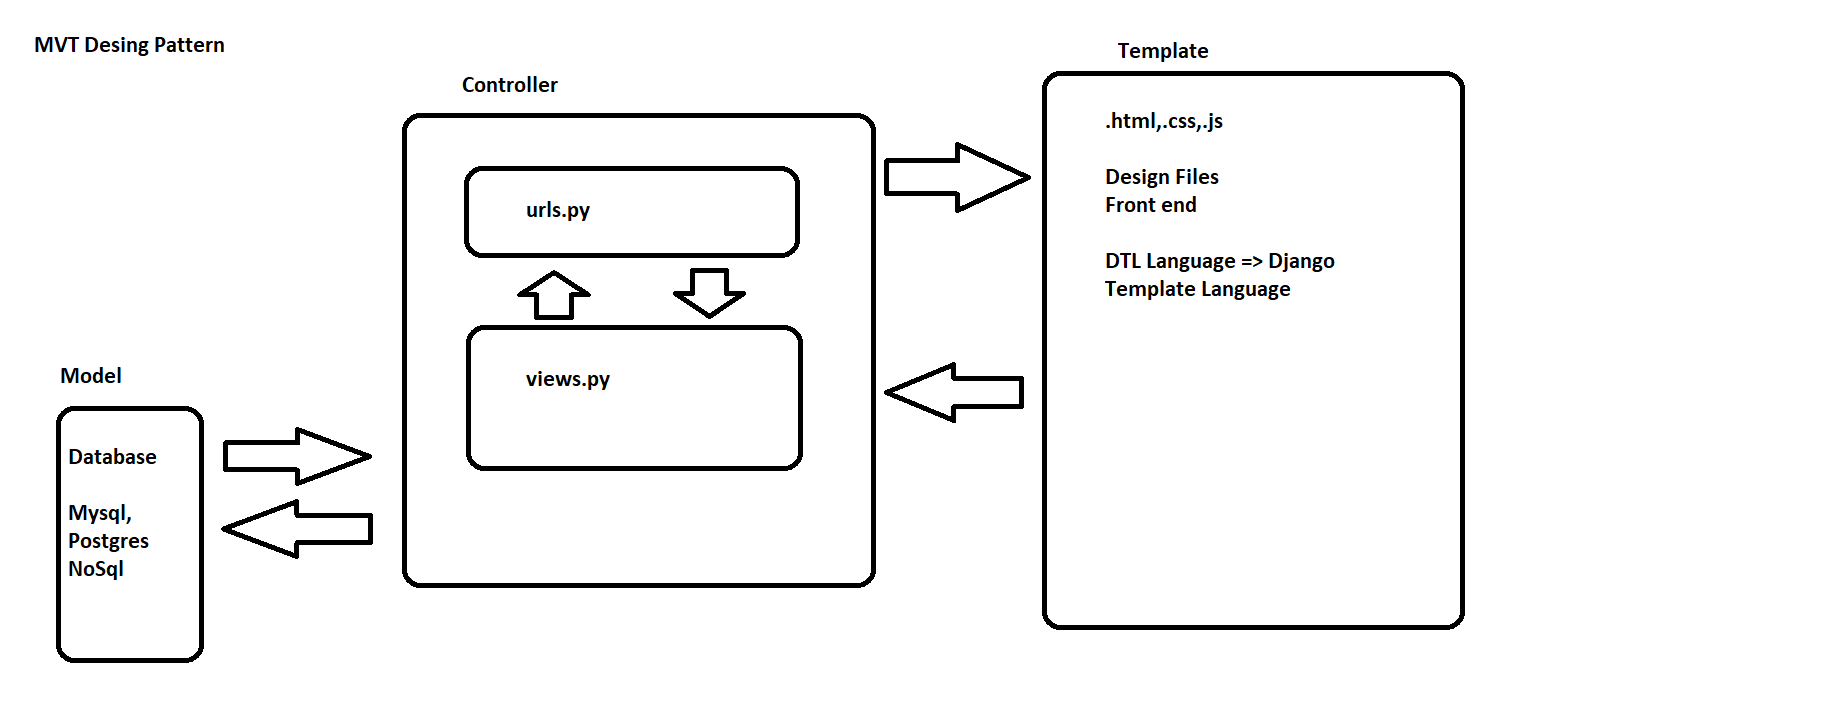 MVT Desing Pattern
Controller
urls.py
views.py
Model
Database
Mysql,
Postgres
NoSql
Template
.html,.css,.js
Design Files
Front end
DTL Language => Django
Template Language